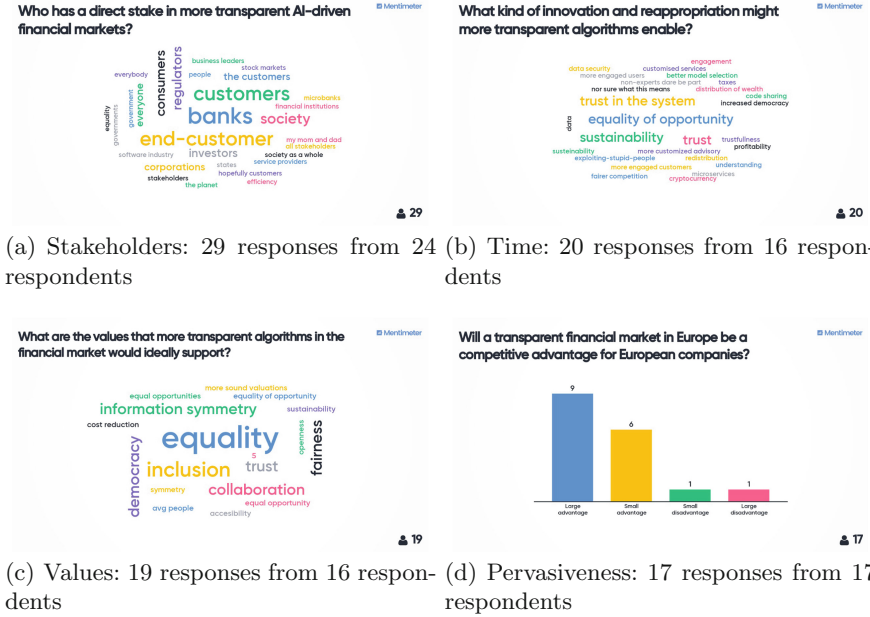 Who has a direct stake in more transparent AI-driven
financial markets?
Mentimeter
business leaders
stock markets
everybody
people
the customers
consumers
regulators
customers
microbanks
financial institutions
everyone
government
governments
equality
banks
society
end-customer
my mom and dad
all stakeholders
software industry
investors
society as a whole
service providers
corporations
states
hopefully customers
stakeholders
efficiency
the planet
29
(a) Stakeholders: 29 responses from 24
respondents
What kind of innovation and reappropriation might
more transparent algorithms enable?
Mentimeter
engagement
data security
customised services
more engaged users
better model selection
non-experts dare be part
taxes
nor sure what this means
distribution of wealth
code sharing
trust in the system
increased democracy
data
equality of opportunity
sustainability
trust
trustfullness
profitability
sustainability
more customized advisory
exploiting-stupid-people
redistribution
understanding
more engaged customers
microservices
fairer competition
cryptocurrency
20
(b) Time: 20 responses from 16 respon-
dents
What are the values that more transparent algorithms in the
financial market would ideally support?
Mentimeter
more sound valuations
equal opportunities
equality of opportunity
information symmetry
sustainability
cost reduction
equality
openness
fairness
democracy
s
inclusion
trust
symmetry
collaboration
equal opportunity
avg people
accesibility
19
(c) Values: 19 responses from 16 respon-
dents
Will a transparent financial market in Europe be a
competitive advantage for European companies?
Mentimeter
9
6
1
1
Large
advantage
Small
advantage
Small
disadvantage
Large
disadvantage
17
(d) Pervasiveness: 17 responses from 17
respondents